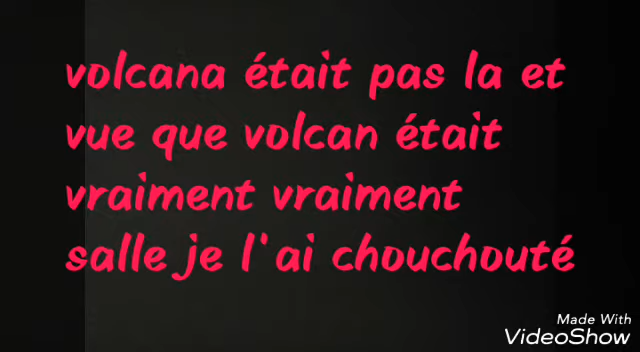 volcana était pas la et
vue que volcan était
vraiment vraiment
salle je l'ai chouchouté
Made With
VideoShow